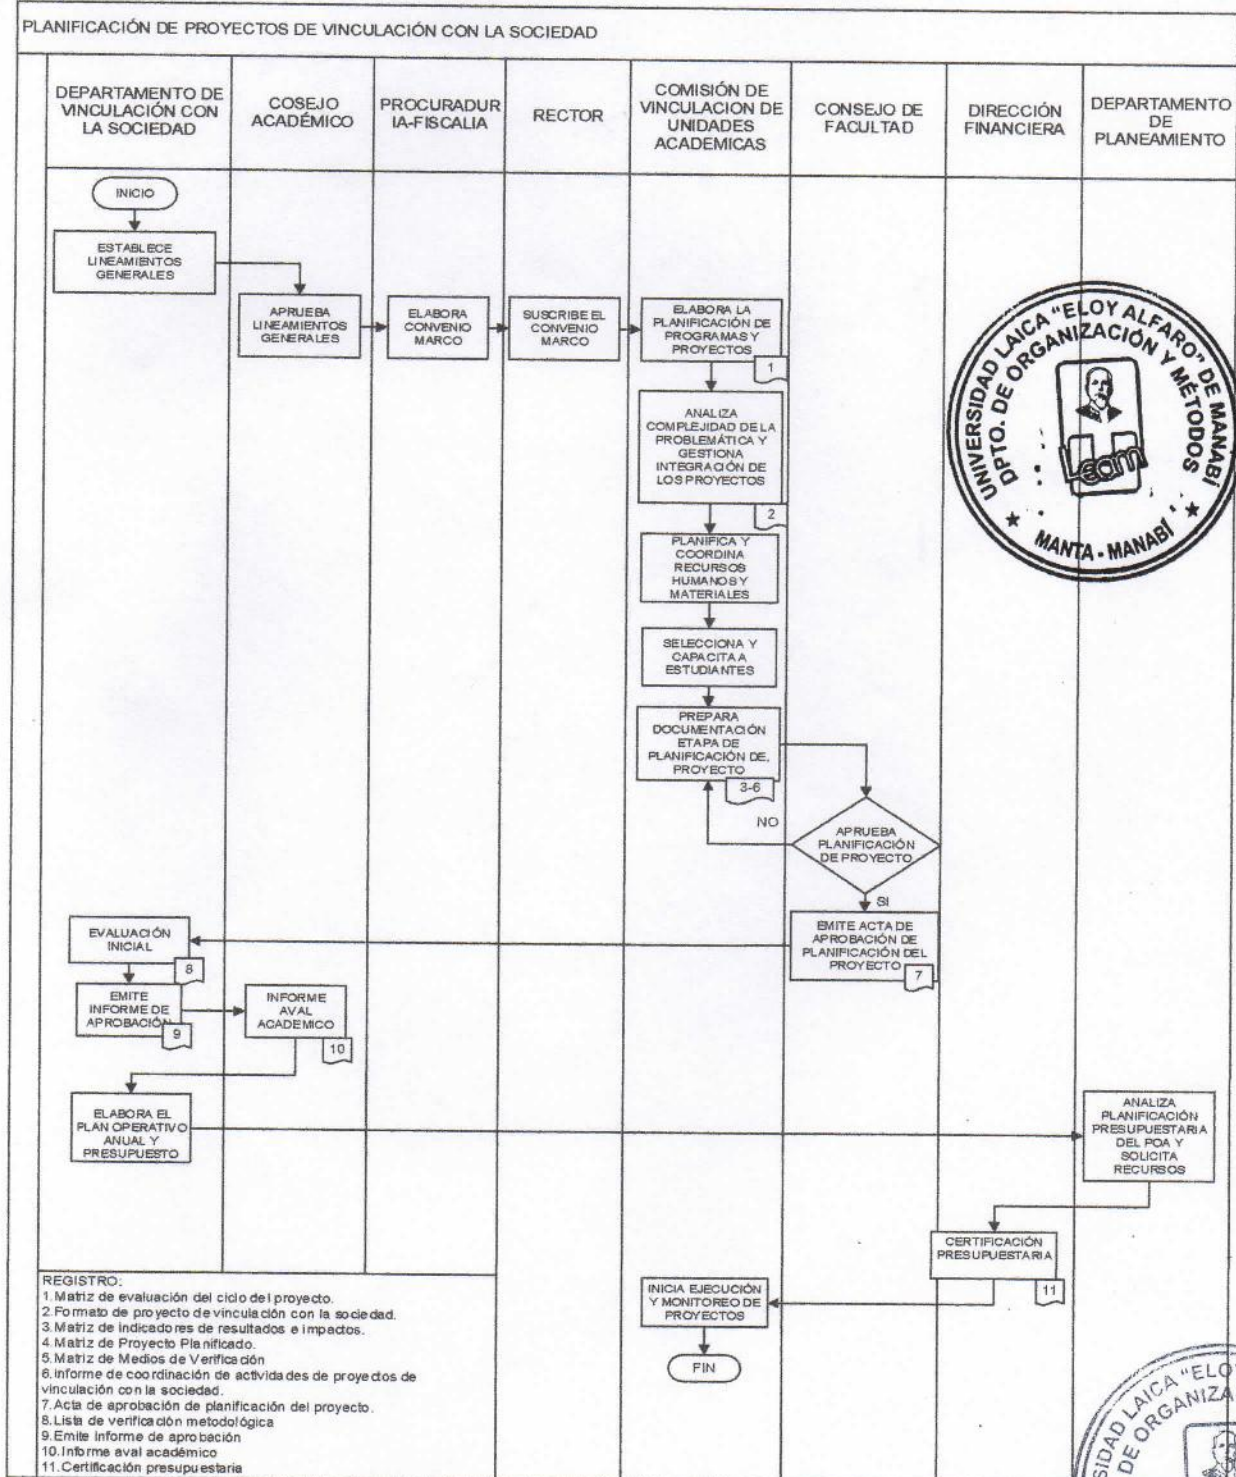 PLANIFICACIÓN DE PROYECTOS DE VINCULACIÓN CON LA SOCIEDAD
DEPARTAMENTO DE
VINCULACIÓN CON
LA SOCIEDAD
COSEJO
ACADÉMICO
PROCURADUR
IA-FISCALIA
RECTOR
COMISIÓN DE
VINCULACION DE
UNIDADES
ACADEMICAS
CONSEJO DE
FACULTAD
DIRECCIÓN
FINANCIERA
DEPARTAMENTO
DE
PLANEAMIENTO
INICIO
ESTABLECE
LINEAMIENTOS
GENERALES
APRUEBA
LINEAMIENTOS
GENERALES
ELABORA
CONVENIO
MARCO
SUSCRIBE EL
CONVENIO
MARCO
ELABORA LA
PLANIFICACIÓN DE
PROGRAMAS Y
PROYECTOS
1
ANALIZA
COMPLEJIDAD DE LA
PROBLEMÁTICA Y
GESTIONA
INTEGRACIÓN DE
LOS PROYECTOS
2
PLANIFICA Y
COORDINA
RECURSOS
HUMANOS Y
MATERIALES
SELECCIONA Y
CAPACITA A
ESTUDIANTES
PREPARA
DOCUMENTACIÓN
ETAPA DE
PLANIFICACIÓN DE.
PROYECTO
3-6
NO
APRUEBA
PLANIFICACIÓN
DE PROYECTO
SI
EMITE ACTA DE
APROBACIÓN DE
PLANIFICACIÓN DEL
PROYECTO
7
EVALUACIÓN
INICIAL
8
EMITE
INFORME DE
APROBACIÓN
9
INFORME
AVAL
ACADEMICO
10
ELABORA EL
PLAN OPERATIVO
ANUAL Y
PRESUPUESTO
ANALIZA
PLANIFICACIÓN
PRESUPUESTARIA
DEL POA Y
SOLICITA
RECURSOS
CERTIFICACIÓN
PRESUPUESTARIA
11
INICIA EJECUCIÓN
Y MONITOREO DE
PROYECTOS
FIN
REGISTRO:
1.Matriz de evaluación del ciclo del proyecto.
2.Formato de proyecto de vinculación con la sociedad.
3.Matriz de indicadores de resultados e impactos.
4.Matriz de Proyecto Planificado.
5.Matriz de Medios de Verificación
6.Informe de coordinación de actividades de proyectos de
vinculación con la sociedad.
7.Acta de aprobación de planificación del proyecto.
8.Lista de verificación metodológica
9.Emite Informe de aprobación
10.Informe aval académico
11.Certificación presupuestaria
UNIVERSIDAD LAICA "ELOY ALFARO" DE MANABÍ
DPTO. DE ORGANIZACIÓN Y MÉTODOS
Uleam
MANTA - MANABÍ
SIDAD LAICA "ELO
DE ORGANIZA